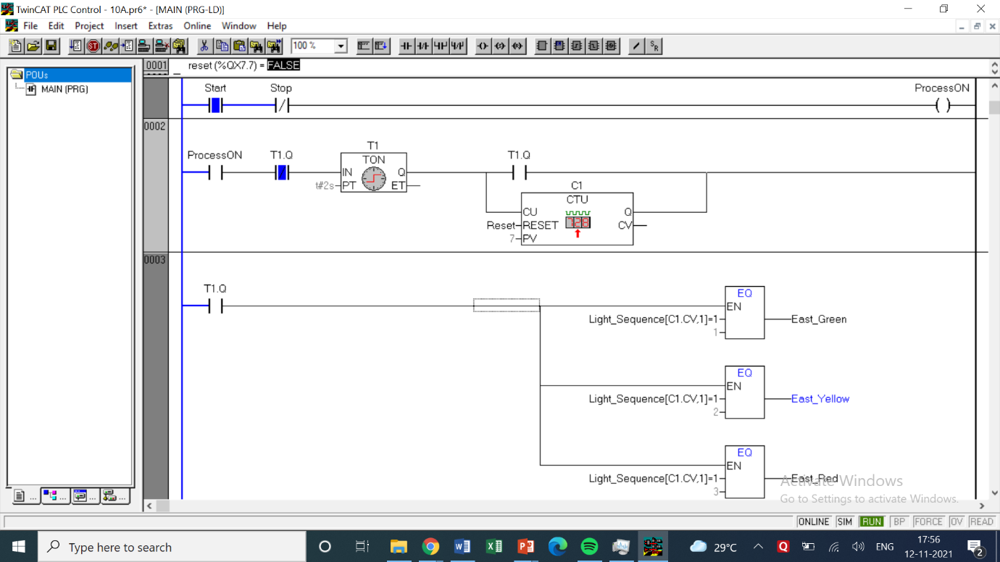 TwinCAT PLC Control - 10A.pr6* - [MAIN (PRG-LD)]
File Edit Project Insert Extras Online Window Help
100 %
POUs
MAIN (PRG)
0001
reset (%QX7.7) = FALSE
Start Stop ProcessON
0002
T1
ProcessON T1.Q TON T1.Q
IN Q
t#2s PT ET
C1
CTU
CU Q
Reset RESET CV
7 PV
0003
T1.Q
EQ
EN
Light_Sequence[C1.CV,1]=1 East_Green
1
EQ
EN
Light_Sequence[C1.CV,1]=1 East_Yellow
2
EQ
EN
Light_Sequence[C1.CV,1]=1 East_Red
3
Activate Windows
Go to Settings to activate Windows.
ONLINE SIM RUN BP FORCE OV READ
Type here to search
29°C
ENG
17:56
12-11-2021
2